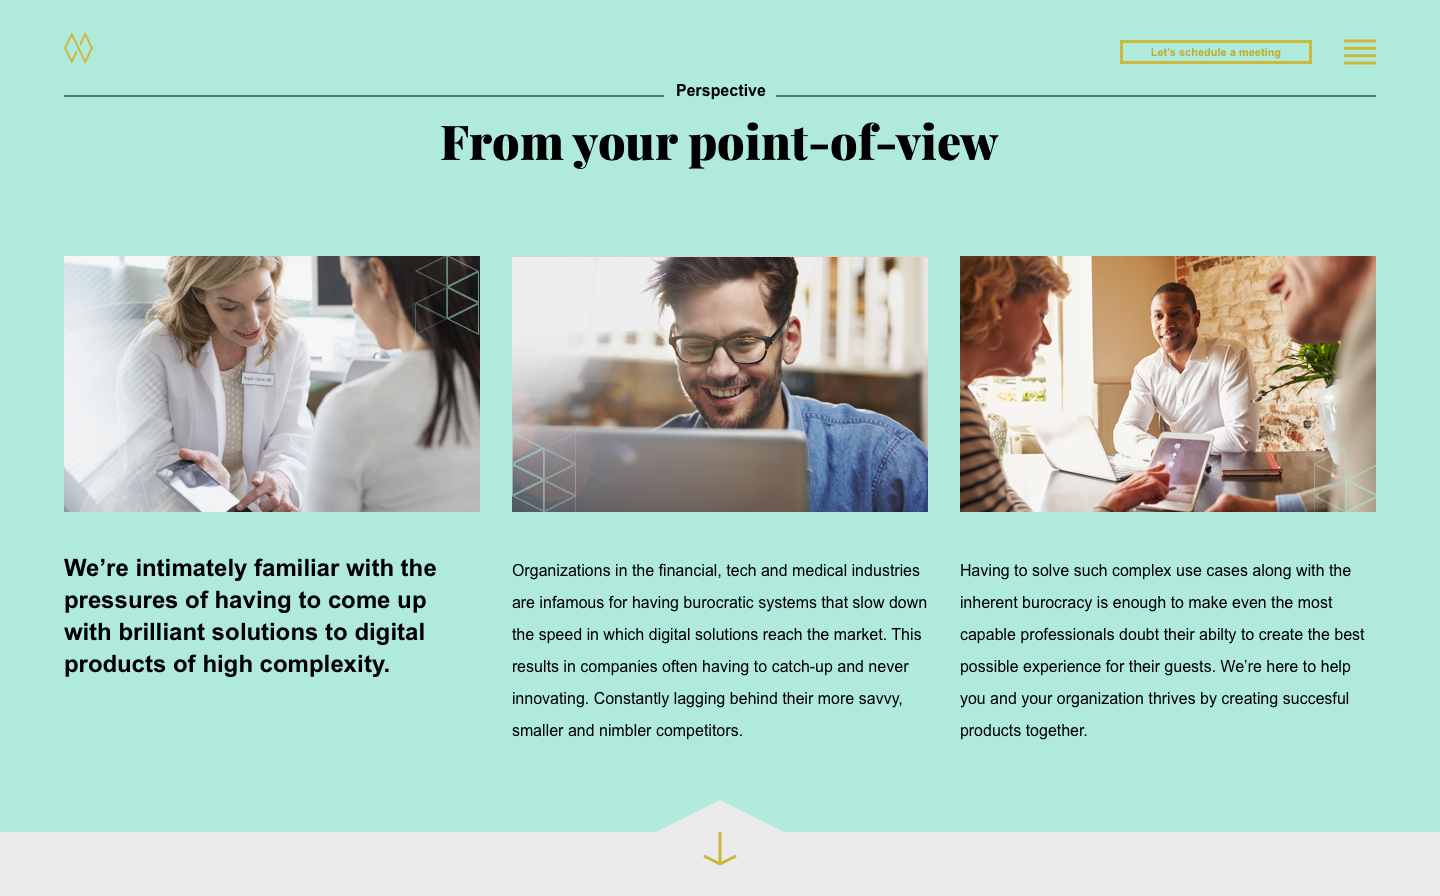 Let's schedule a meeting
Perspective
From your point-of-view
We're intimately familiar with the
pressures of having to come up
with brilliant solutions to digital
products of high complexity.
Organizations in the financial, tech and medical industries
are infamous for having burocratic systems that slow down
the speed in which digital solutions reach the market. This
results in companies often having to catch-up and never
innovating. Constantly lagging behind their more savvy,
smaller and nimbler competitors.
Having to solve such complex use cases along with the
inherent burocracy is enough to make even the most
capable professionals doubt their abilty to create the best
possible experience for their guests. We're here to help
you and your organization thrives by creating succesful
products together.